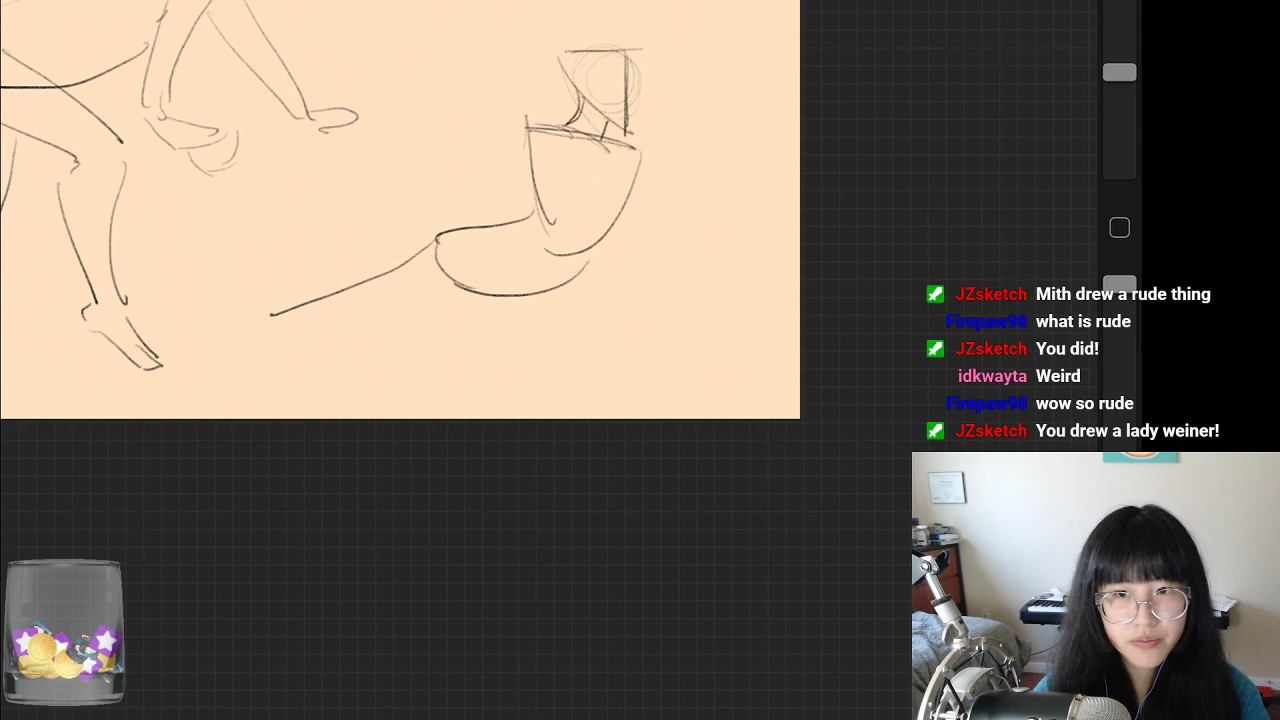 JZsketch Mith drew a rude thing
Firepaw98 what is rude
JZsketch You did!
idkwayta Weird
Firepaw98 wow so rude
JZsketch You drew a lady weiner!